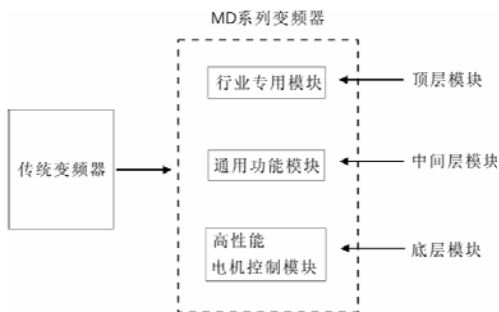 MD系列变频器
行业专用模块
顶层模块
传统变频器
通用功能模块
中间层模块
高性能
电机控制模块
底层模块